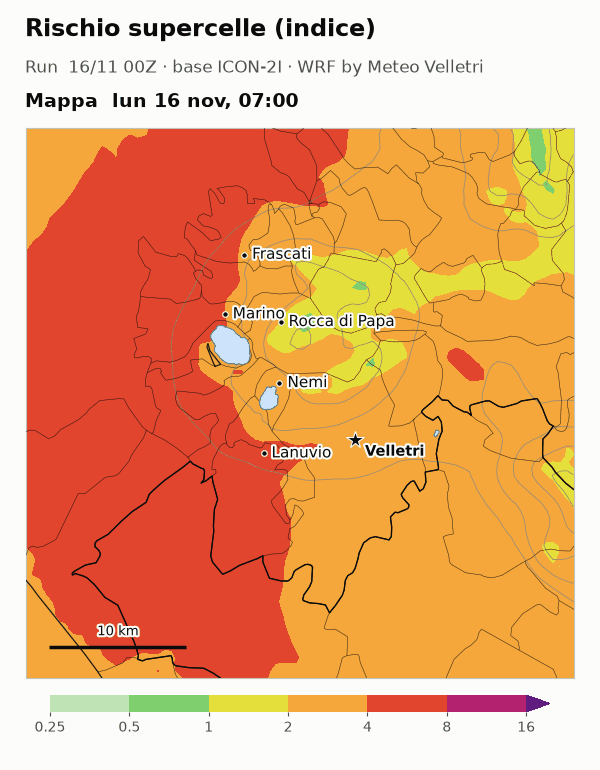 Rischio supercelle (indice)
Run  16/11 00Z · base ICON-2I · WRF by Meteo Velletri
Mappa  lun 16 nov, 07:00
Frascati
Marino
Rocca di Papa
Nemi
Velletri
Lanuvio
10 km
0.25 0.5 1 2 4 8 16